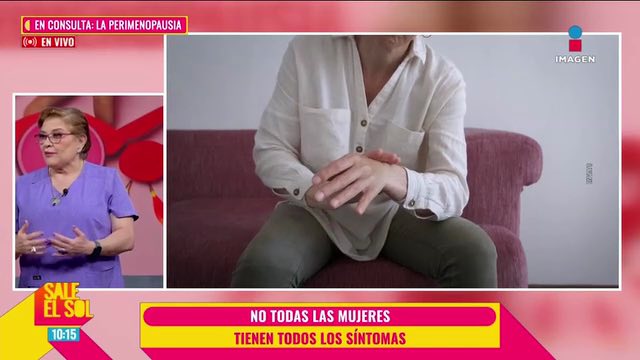 EN CONSULTA: LA PERIMENOPAUSIA
EN VIVO
IMAGEN
SALE
EL SOL
10:15
NO TODAS LAS MUJERES
TIENEN TODOS LOS SÍNTOMAS